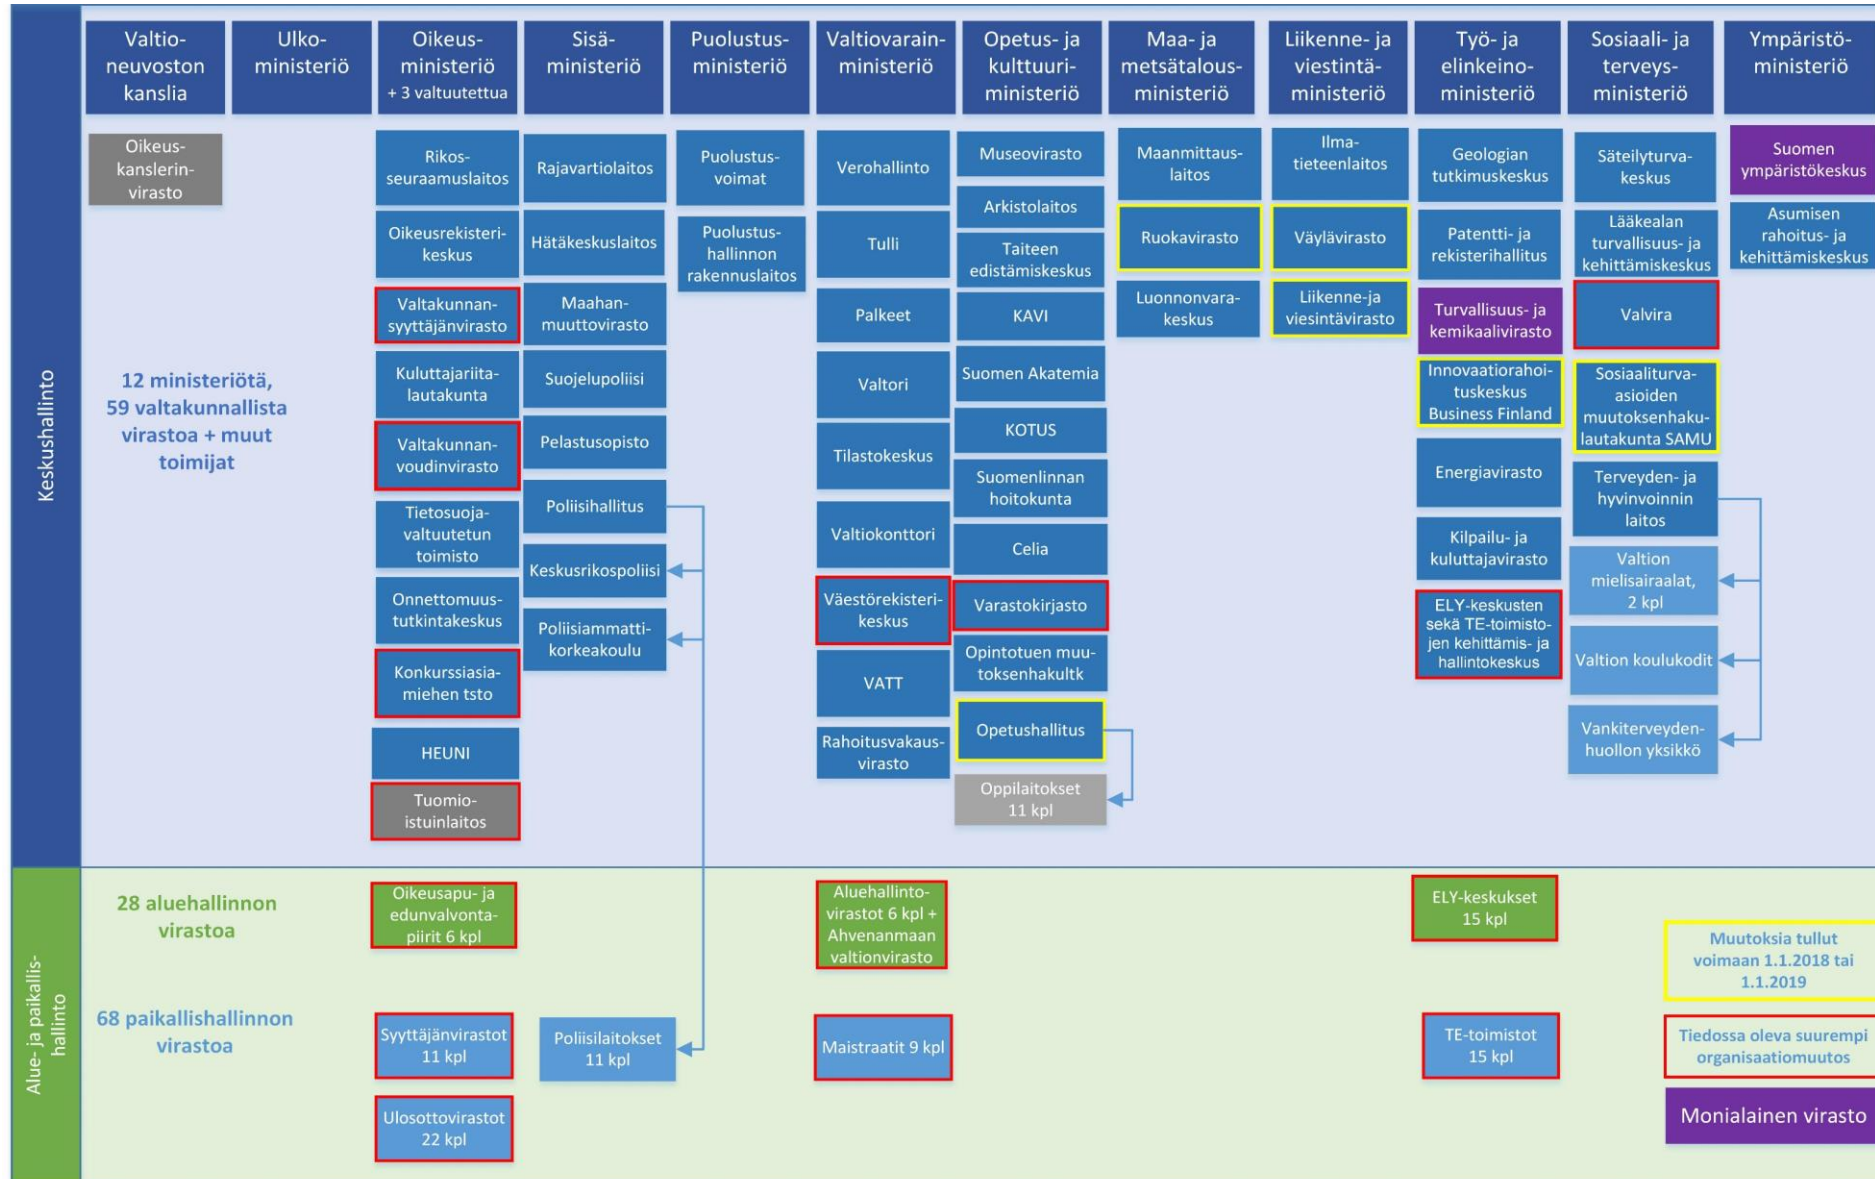 Valtio-
neuvoston
kanslia
Ulko-
ministeriö
Oikeus-
ministeriö
+ 3 valtuutettua
Sisä-
ministeriö
Puolustus-
ministeriö
Valtiovarain-
ministeriö
Opetus- ja
kulttuuri-
ministeriö
Maa- ja
metsätalous-
ministeriö
Liikenne- ja
viestintä-
ministeriö
Työ- ja
elinkeino-
ministeriö
Sosiaali- ja
terveys-
ministeriö
Ympäristö-
ministeriö
Keskushallinto
12 ministeriötä,
59 valtakunnallista
virastoa + muut
toimijat
Oikeus-
kanslerin-
virasto
Rikos-
seuraamuslaitos
Oikeusrekisteri-
keskus
Valtakunnan-
syyttäjänvirasto
Kuluttajariita-
lautakunta
Valtakunnan-
voudinvirasto
Tietosuoja-
valtuutetun
toimisto
Onnettomuus-
tutkintakeskus
Konkurssiasia-
miehen tsto
HEUNI
Tuomio-
istuinlaitos
Rajavartiolaitos
Hätäkeskuslaitos
Maahan-
muuttovirasto
Suojelupoliisi
Pelastusopisto
Poliisihallitus
Keskusrikospoliisi
Poliisiammatti-
korkeakoulu
Puolustus-
voimat
Puolustus-
hallinnon
rakennuslaitos
Verohallinto
Tulli
Palkeet
Valtori
Tilastokeskus
Valtiokonttori
Väestörekisteri-
keskus
VATT
Rahoitusvakaus-
virasto
Museovirasto
Arkistolaitos
Taiteen
edistämiskeskus
KAVI
Suomen Akatemia
KOTUS
Suomenlinnan
hoitokunta
Celia
Varastokirjasto
Opintotuen muu-
toksenhakultk
Opetushallitus
Oppilaitokset
11 kpl
Maanmittaus-
laitos
Ruokavirasto
Luonnonvara-
keskus
Ilma-
tieteenlaitos
Väylävirasto
Liikenne-ja
viesintävirasto
Geologian
tutkimuskeskus
Patentti- ja
rekisterihallitus
Turvallisuus- ja
kemikaalivirasto
Innovaatiorahoi-
tuskeskus
Business Finland
Energiavirasto
Kilpailu- ja
kuluttajavirasto
ELY-keskusten
sekä TE-toimisto-
jen kehittämis- ja
hallintokeskus
Säteilyturva-
keskus
Lääkealan
turvallisuus- ja
kehittämiskeskus
Valvira
Sosiaaliturva-
asioiden
muutoksenhaku-
lautakunta SAMU
Terveyden- ja
hyvinvoinnin
laitos
Valtion
mielisairaalat,
2 kpl
Valtion koulukodit
Vankiterveyden-
huollon yksikkö
Suomen
ympäristökeskus
Asumisen
rahoitus- ja
kehittämiskeskus
Alue- ja paikallis-
hallinto
28 aluehallinnon
virastoa
Oikeusapu- ja
edunvalvonta-
piirit 6 kpl
Aluehallinto-
virastot 6 kpl +
Ahvenanmaan
valtionvirasto
ELY-keskukset
15 kpl
68 paikallishallinnon
virastoa
Syyttäjänvirastot
11 kpl
Ulosottovirastot
22 kpl
Poliisilaitokset
11 kpl
Maistraatit 9 kpl
TE-toimistot
15 kpl
Muutoksia tullut
voimaan 1.1.2018 tai
1.1.2019
Tiedossa oleva suurempi
organisaatiomuutos
Monialainen virasto